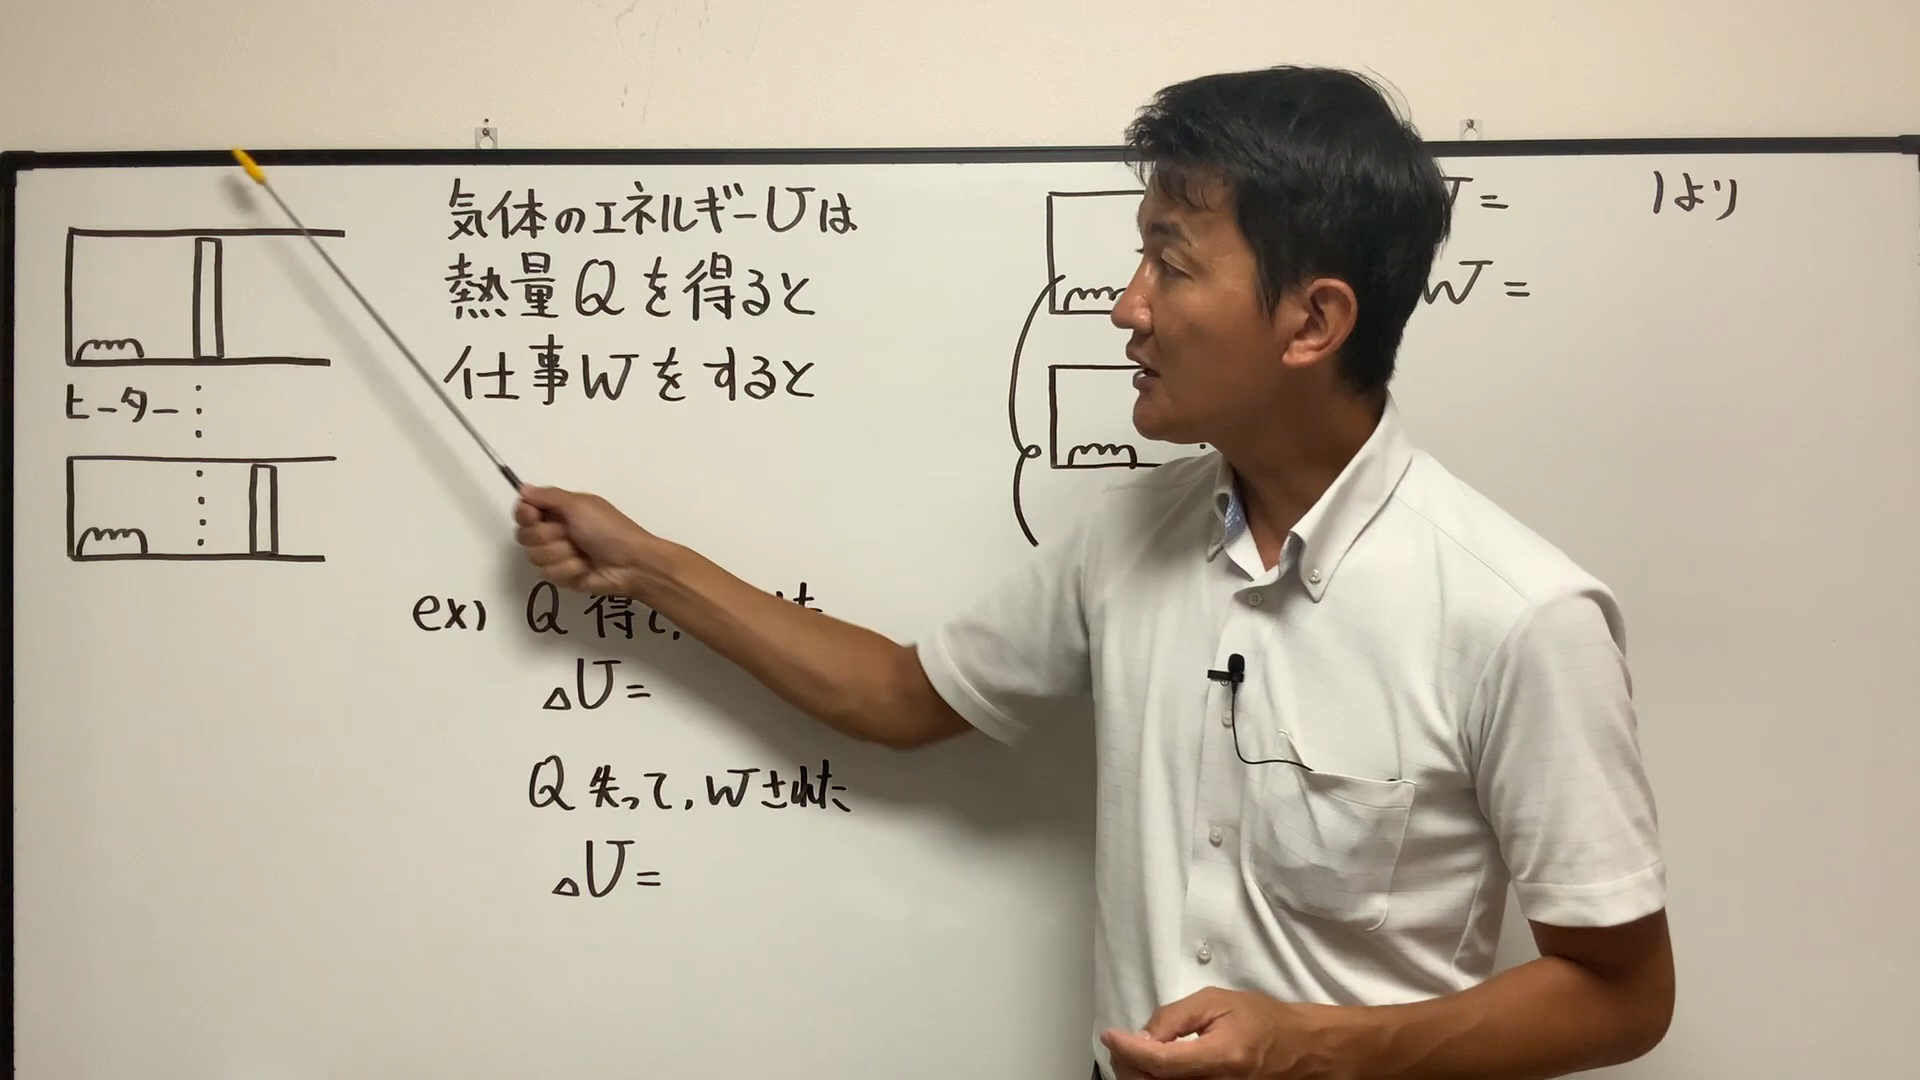 気体のエネルギーUは
熱量Qを得ると
仕事Wをすると
ヒーター
ex) Q 得て,
ΔU=
Q 失って, Wされた
ΔU=
=
1より
W =